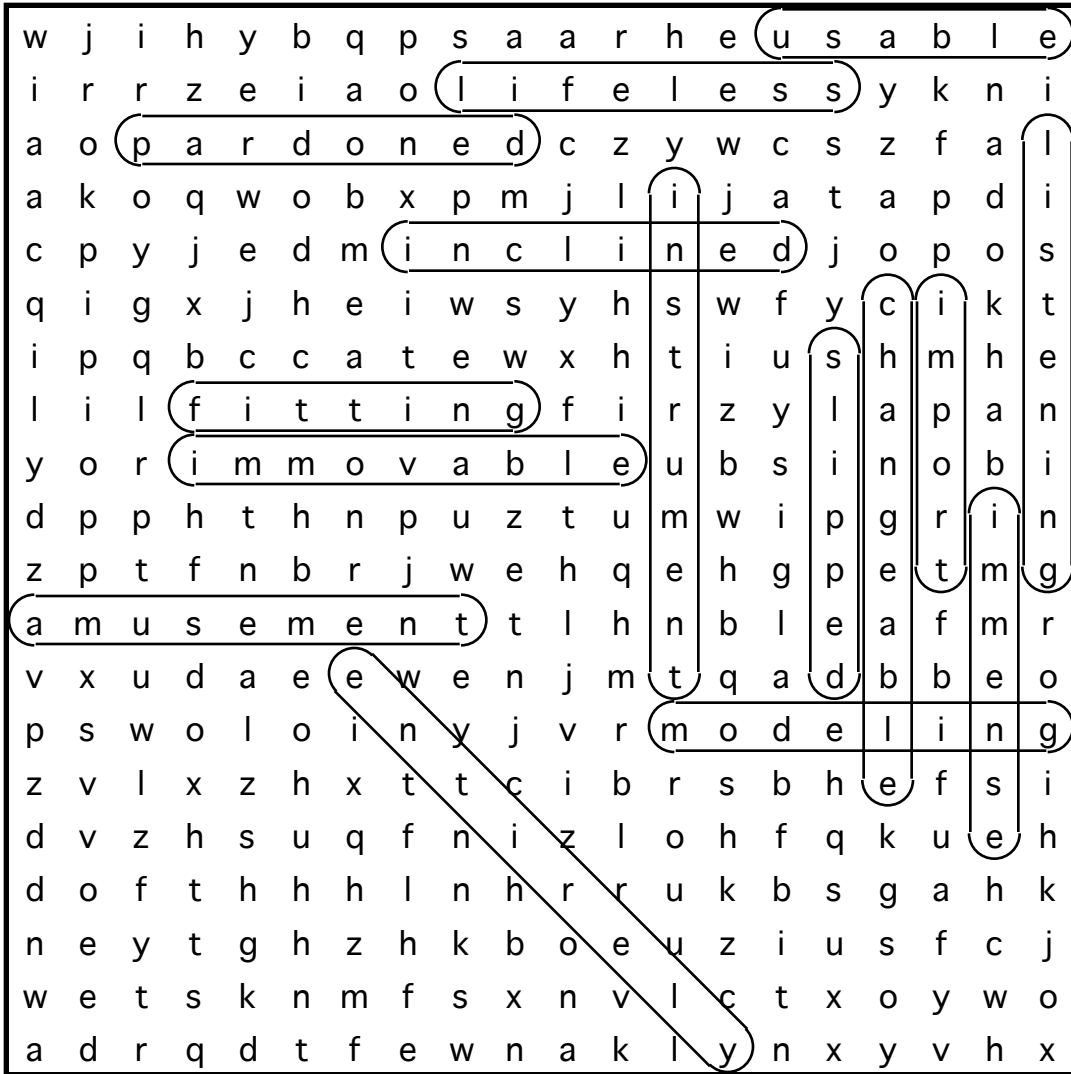 w j i h y b q p s a a r h e u s a b l e
i r r z e i a o l i f e l e s s y k n i
a o p a r d o n e d c z y w c s z f a l
a k o q w o b x p m j l i j a t a p d i
c p y j e d m i n c l i n e d j o p o s
q i g x j h e i w s y h s w f y c i k t
i p q b c c a t e w x h t i u s h m h e
l i l f i t t i n g f i r z y l a p a n
y o r i m m o v a b l e u b s i n o b i
d p p h t h n p u z t u m w i p g r i n
z p t f n b r j w e h q e h g p e t m g
a m u s e m e n t t l h n b l e a f m r
v x u d a e e w e n j m t q a d b b e o
p s w o l o i n y j v r m o d e l i n g
z v l x z h x t t c i b r s b h e f s i
d v z h s u q f n i z l o h f q k u e h
d o f t h h h l n h r r u k b s g a h k
n e y t g h z h k b o e u z i u s f c j
w e t s k n m f s x n v l c t x o y w o
a d r q d t f e w n a k l y n x y v h x